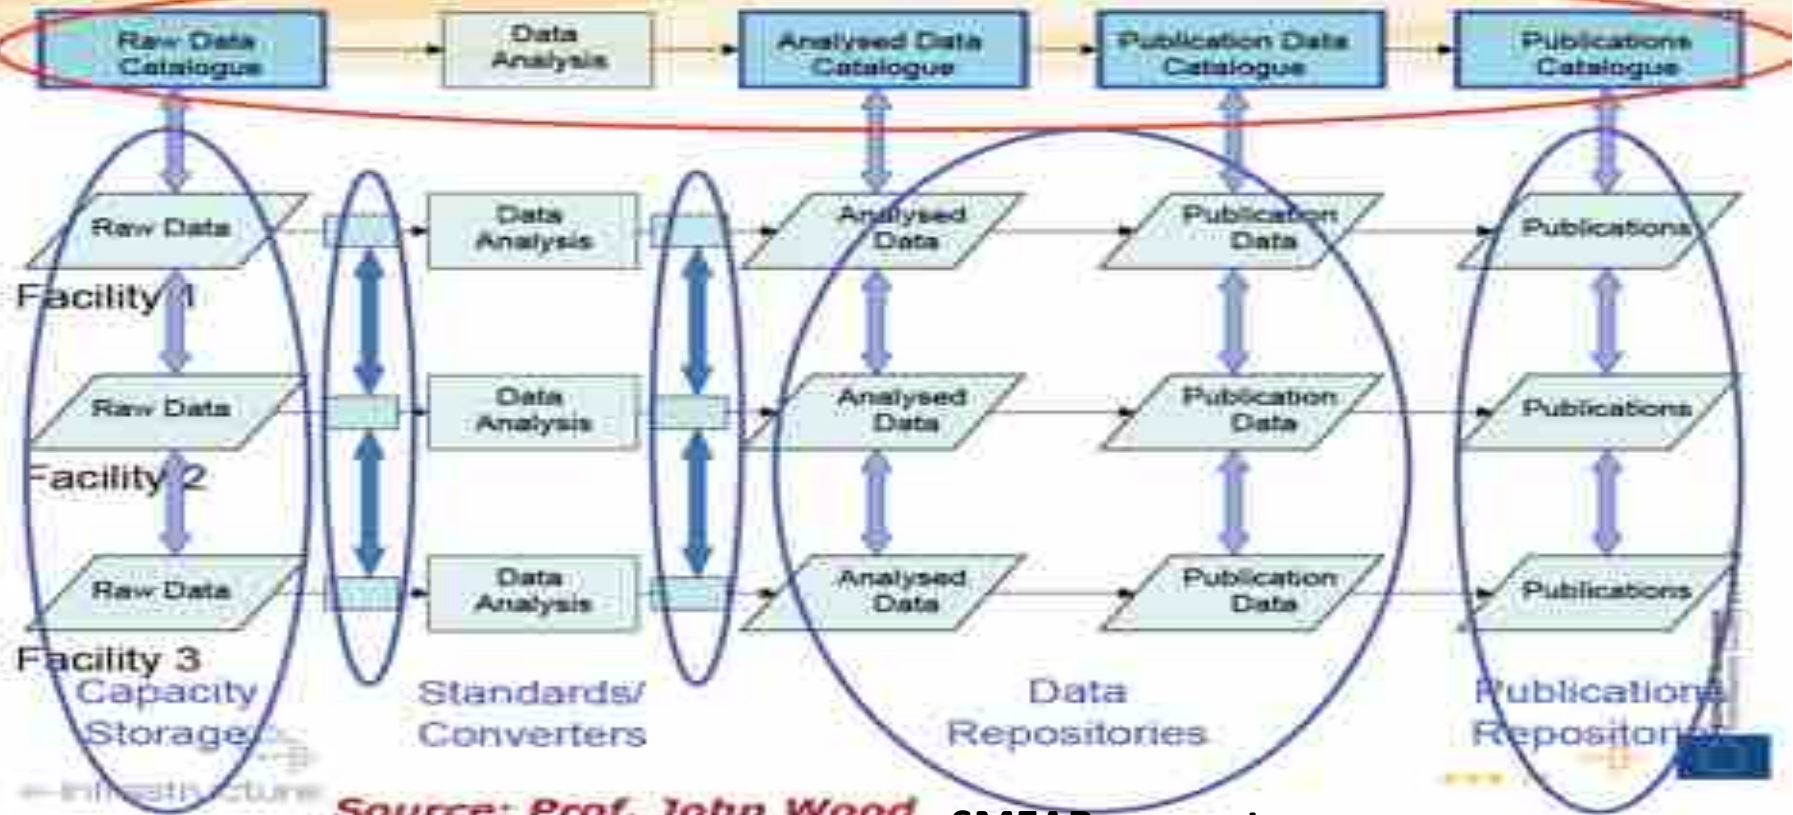 Raw Data
Catalogue
Data
Analysis
Analysed Data
Catalogue
Publication Data
Catalogue
Publications
Catalogue
Raw Data
Data
Analysis
Analysed
Data
Publication
Data
Publications
Facility 1
Raw Data
Data
Analysis
Analysed
Data
Publication
Data
Publications
Facility 2
Raw Data
Data
Analysis
Analysed
Data
Publication
Data
Publications
Facility 3
Capacity
Storage
Standards/
Converters
Data
Repositories
Publications
Repositories
e-Infrastructure
Source: Prof. John Wood